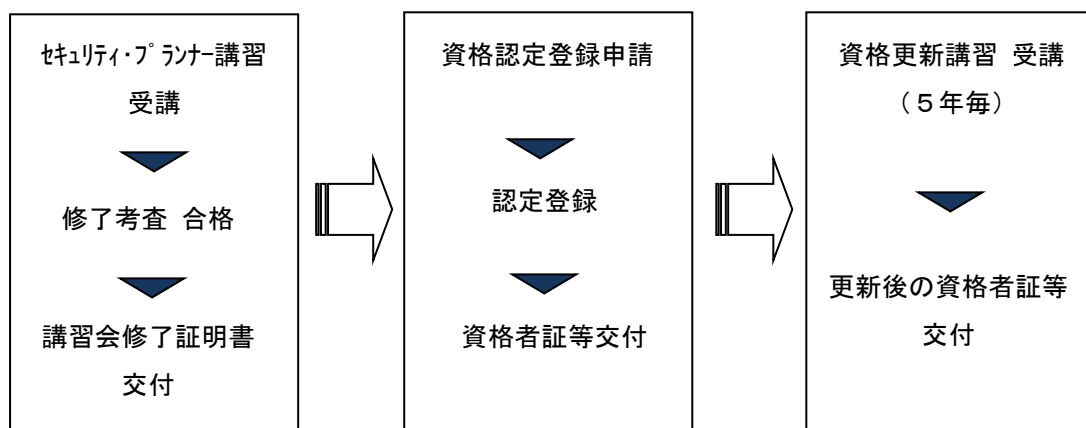 ｾｷｭﾘﾃｨ・ﾌﾟﾗﾝﾅｰ講習
受講
修了考査 合格
講習会修了証明書
交付
資格認定登録申請
認定登録
資格者証等交付
資格更新講習 受講
（５年毎）
更新後の資格者証等
交付